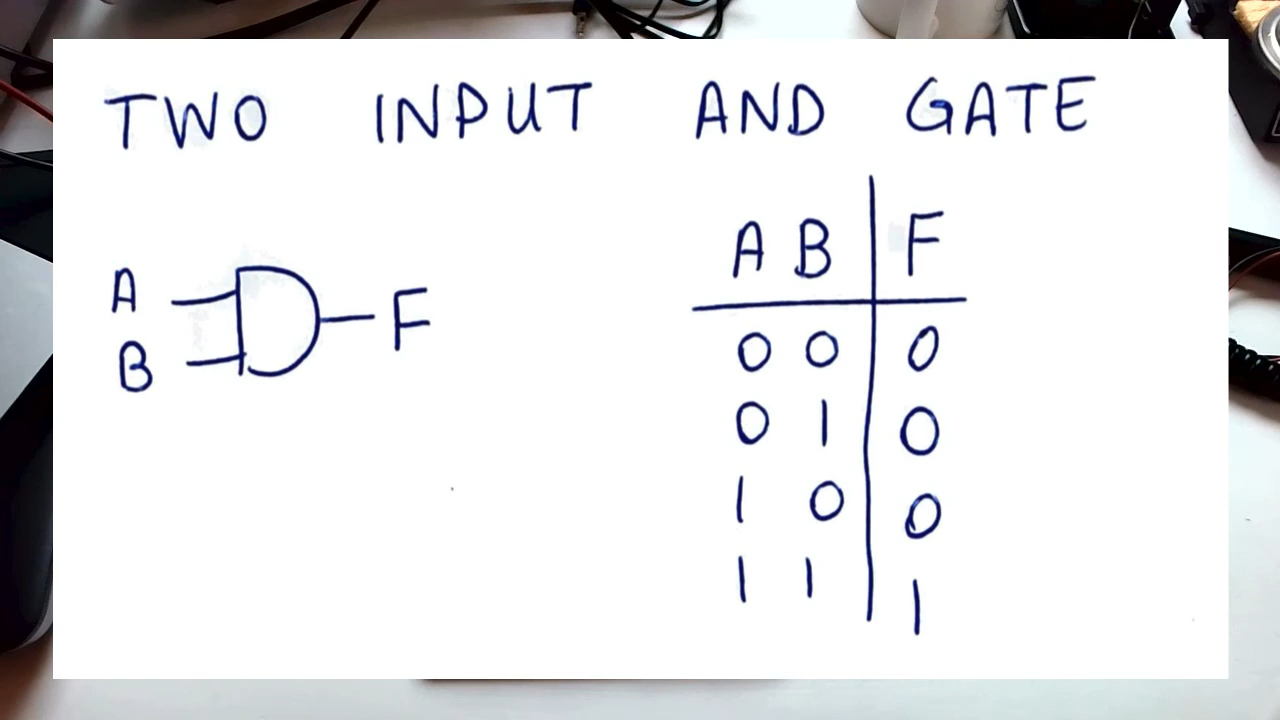 TWO INPUT AND GATE
A
B
F
A B F
0 0 0
0 1 0
1 0 0
1 1 1